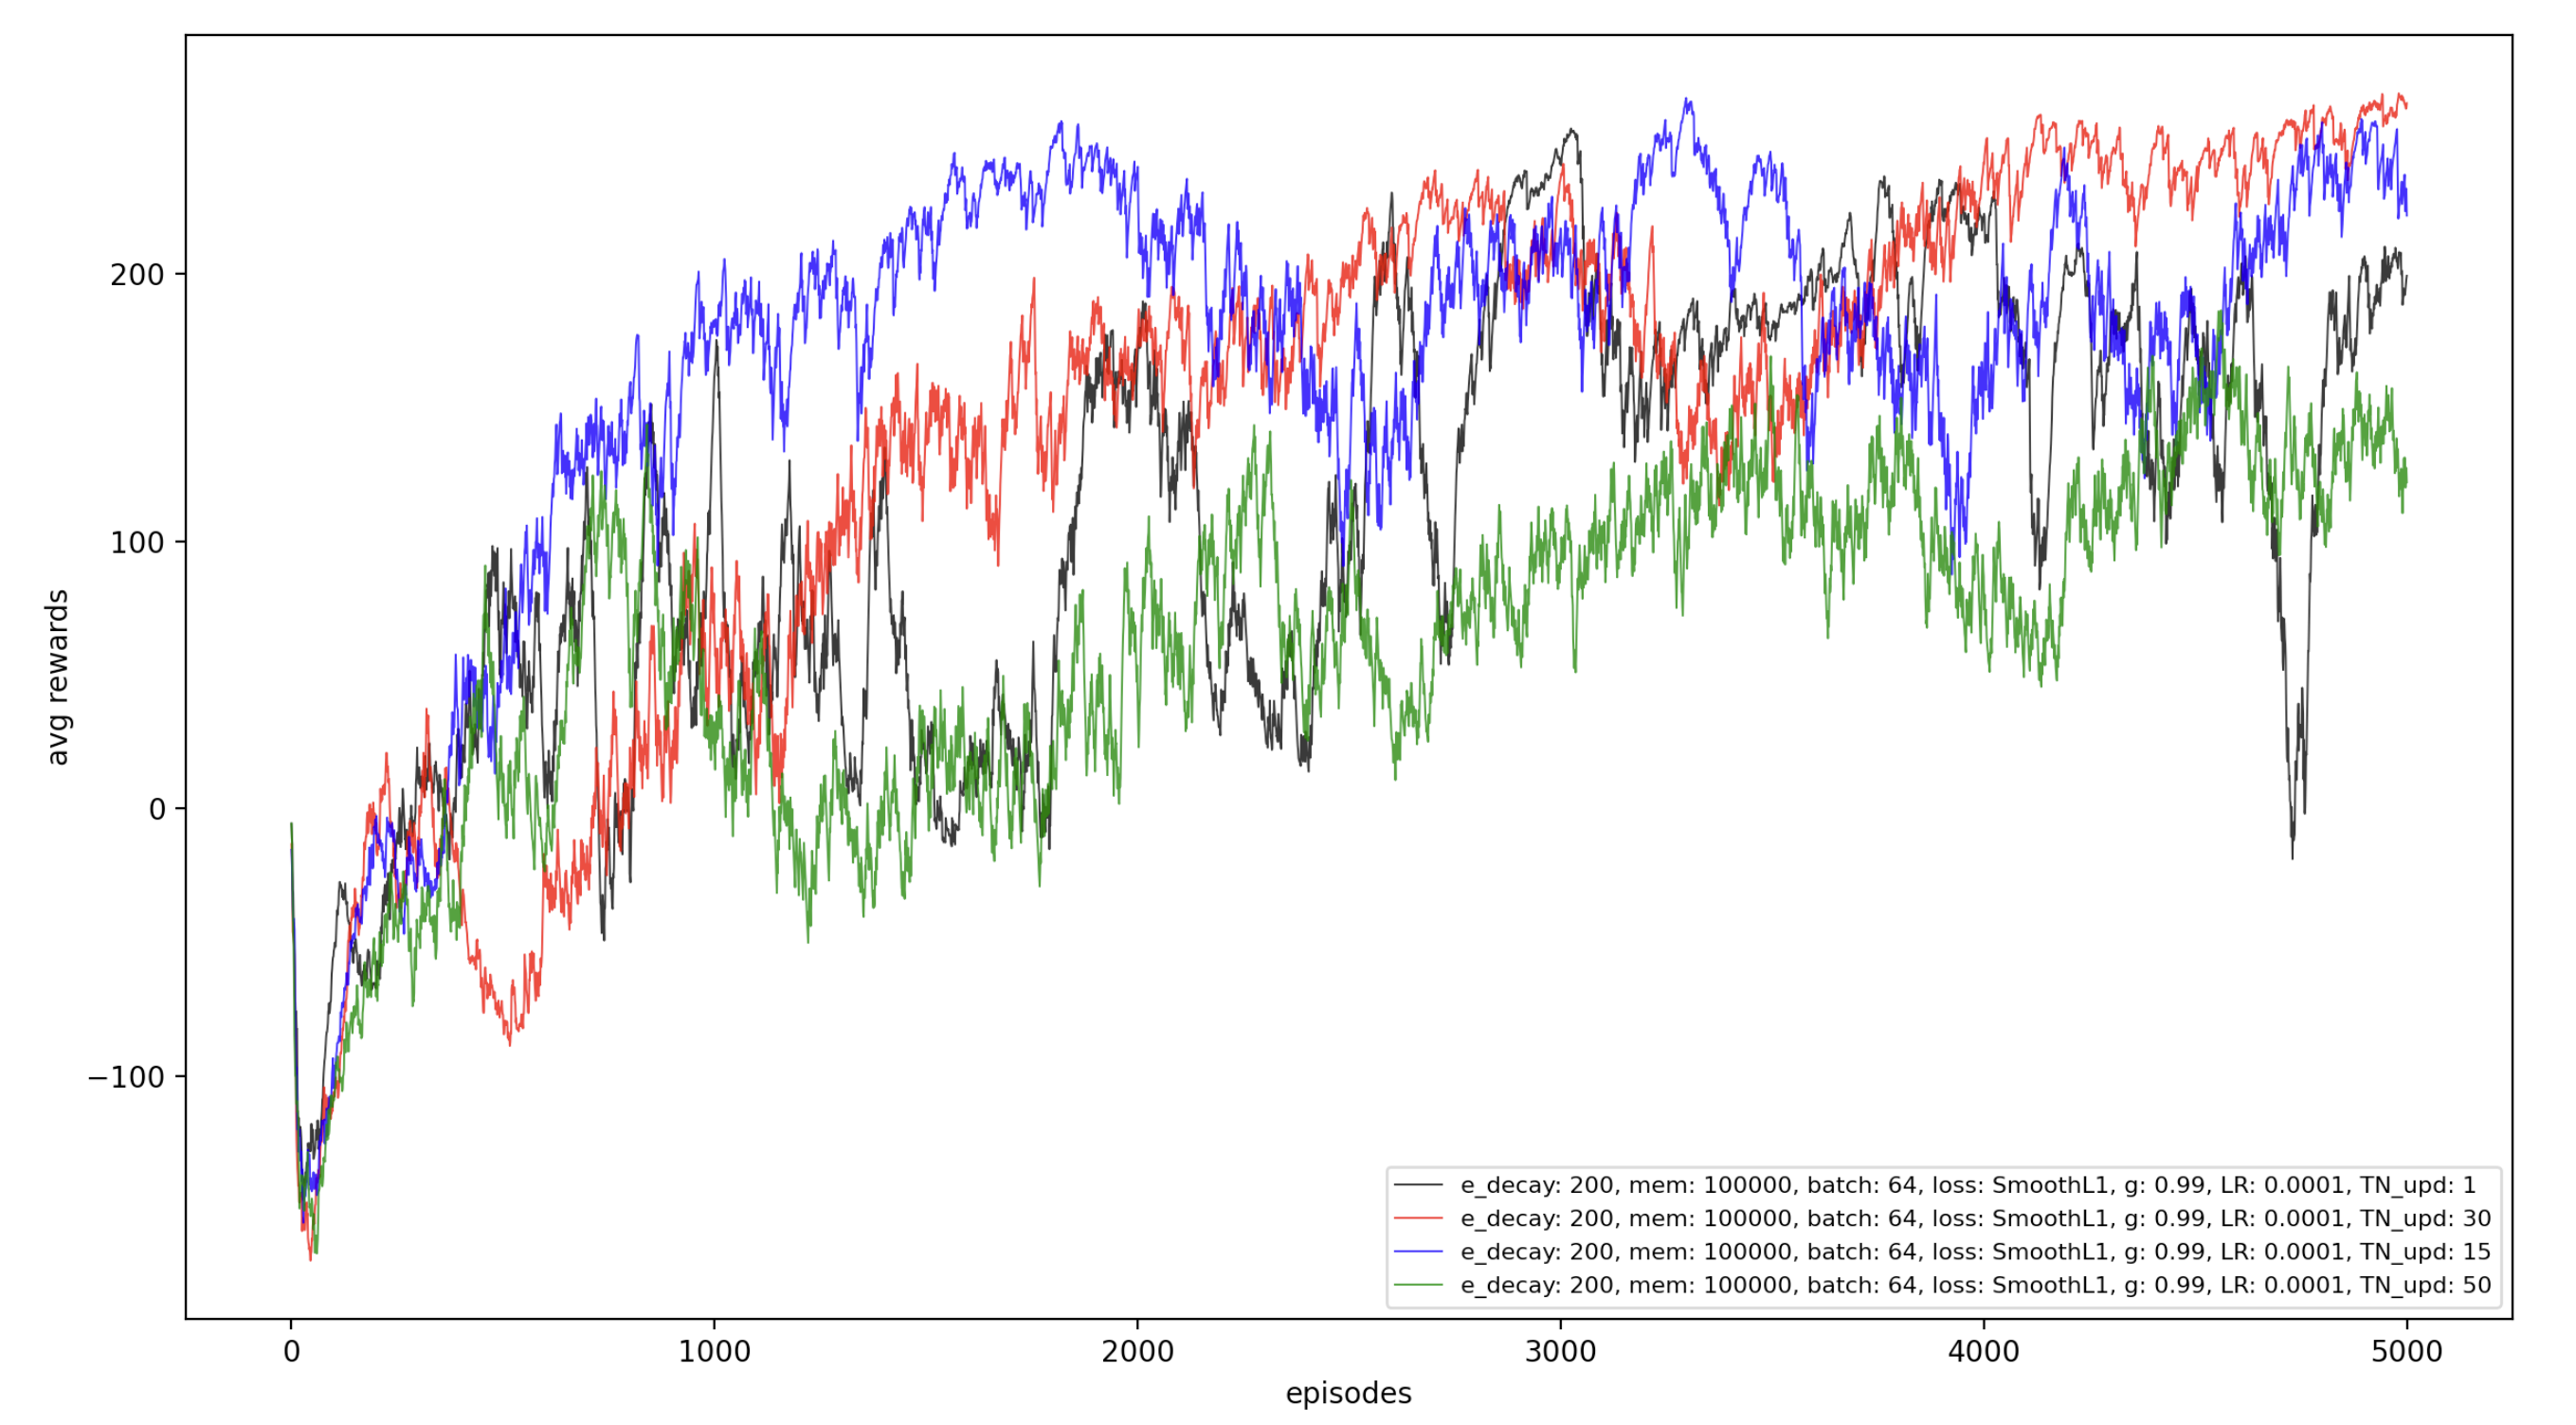 200
100
0
−100
avg rewards
0 1000 2000 3000 4000 5000
episodes
e_decay: 200, mem: 100000, batch: 64, loss: SmoothL1, g: 0.99, LR: 0.0001, TN_upd: 1
e_decay: 200, mem: 100000, batch: 64, loss: SmoothL1, g: 0.99, LR: 0.0001, TN_upd: 30
e_decay: 200, mem: 100000, batch: 64, loss: SmoothL1, g: 0.99, LR: 0.0001, TN_upd: 15
e_decay: 200, mem: 100000, batch: 64, loss: SmoothL1, g: 0.99, LR: 0.0001, TN_upd: 50